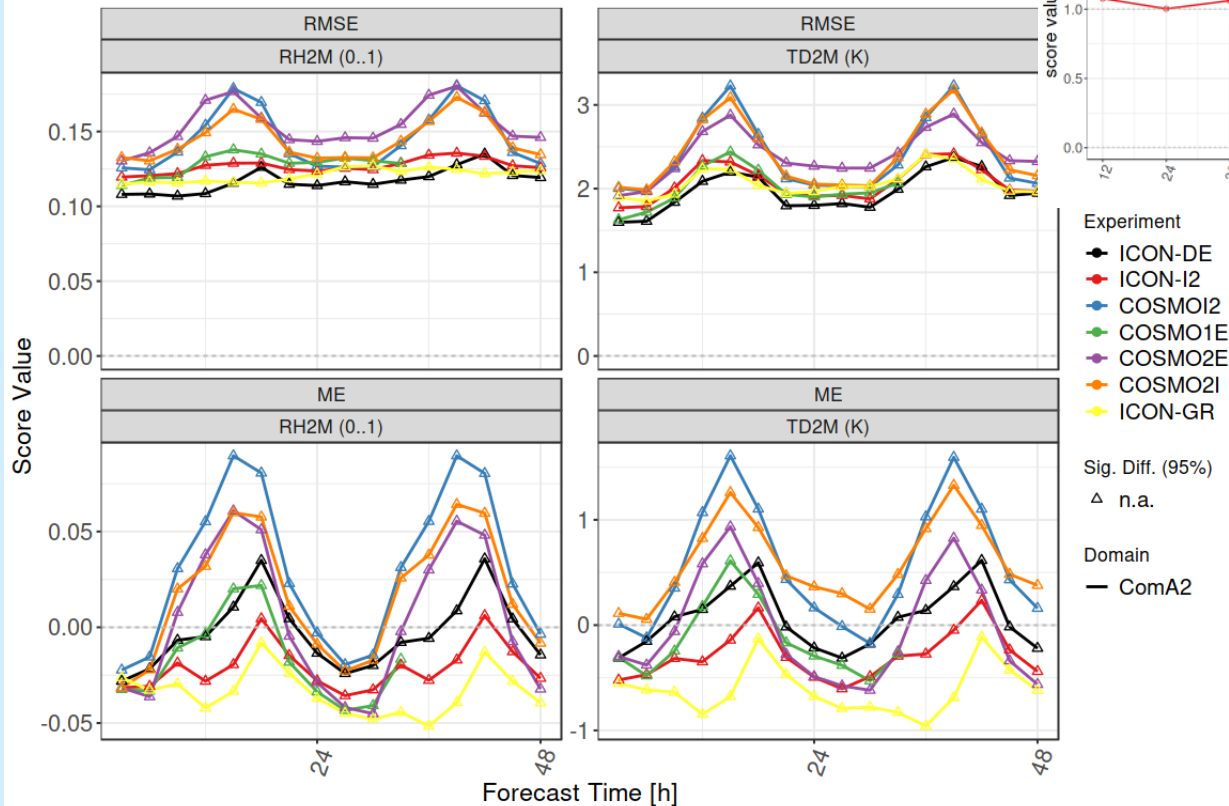 RMSE
RMSE
RH2M (0..1)
TD2M (K)
0.15
0.10
0.05
0.00
3
2
1
0
ME
ME
RH2M (0..1)
TD2M (K)
0.05
0.00
-0.05
1
0
-1
24
48
24
48
Score Value
Forecast Time [h]
score value
1.0
0.5
0.0
12
24
Experiment
ICON-DE
ICON-I2
COSMOI2
COSMO1E
COSMO2E
COSMO2I
ICON-GR
Sig. Diff. (95%)
n.a.
Domain
ComA2